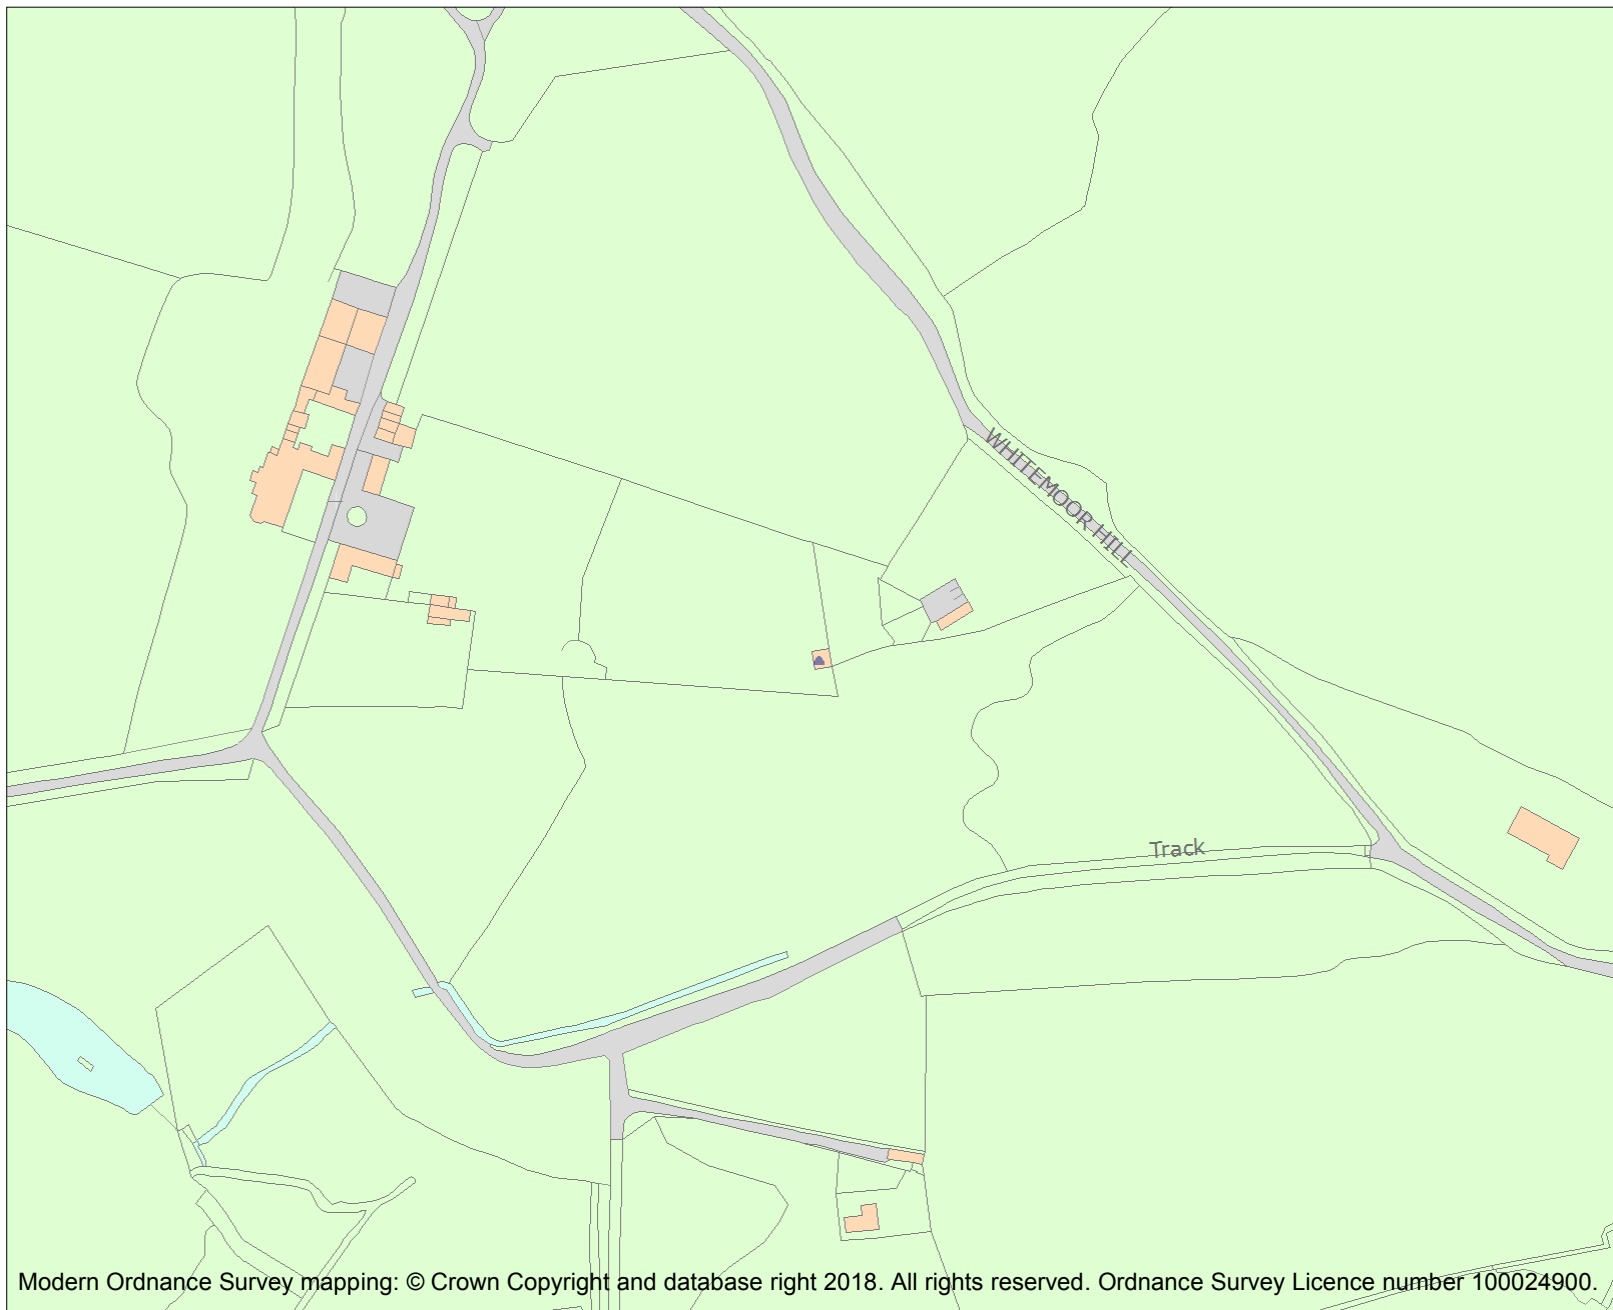 WHITEMOOR HILL
Track
Modern Ordnance Survey mapping: © Crown Copyright and database right 2018. All rights reserved. Ordnance Survey Licence number 100024900.